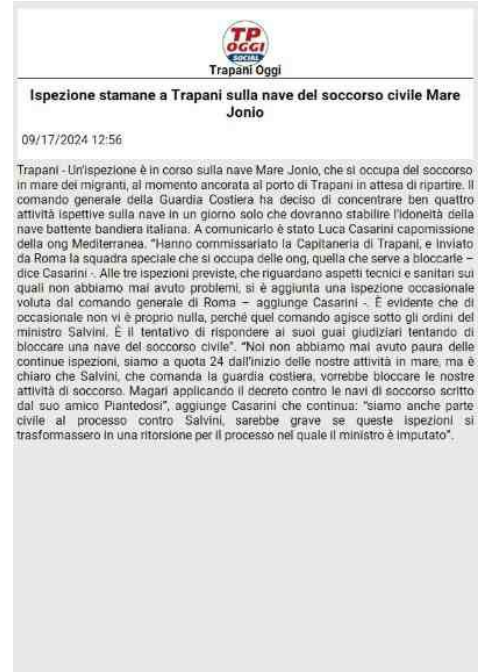 TP
OGGI
SOCIAL
Trapani Oggi
Ispezione stamane a Trapani sulla nave del soccorso civile Mare
Jonio
09/17/2024 12:56
Trapani - Un'ispezione è in corso sulla nave Mare Jonio, che si occupa del soccorso
in mare dei migranti, al momento ancorata al porto di Trapani in attesa di ripartire. Il
comando generale della Guardia Costiera ha deciso di concentrare ben quattro
attività ispettive sulla nave in un giorno solo che dovranno stabilire l'idoneità della
nave battente bandiera italiana. A comunicarlo è stato Luca Casarini capomissione
della ong Mediterranea. "Hanno commissariato la Capitaneria di Trapani, e inviato
da Roma la squadra speciale che si occupa delle ong, quella che serve a bloccarle –
dice Casarini -. Alle tre ispezioni previste, che riguardano aspetti tecnici e sanitari sui
quali non abbiamo mai avuto problemi, si è aggiunta una ispezione occasionale
voluta dal comando generale di Roma – aggiunge Casarini -. È evidente che di
occasionale non vi è proprio nulla, perché quel comando agisce sotto gli ordini del
ministro Salvini. È il tentativo di rispondere ai suoi guai giudiziari tentando di
bloccare una nave del soccorso civile". "Noi non abbiamo mai avuto paura delle
continue ispezioni, siamo a quota 24 dall'inizio delle nostre attività in mare, ma è
chiaro che Salvini, che comanda la guardia costiera, vorrebbe bloccare le nostre
attività di soccorso. Magari applicando il decreto contro le navi di soccorso scritto
dal suo amico Piantedosi", aggiunge Casarini che continua: "siamo anche parte
civile al processo contro Salvini, sarebbe grave se queste ispezioni si
trasformassero in una ritorsione per il processo nel quale il ministro è imputato".